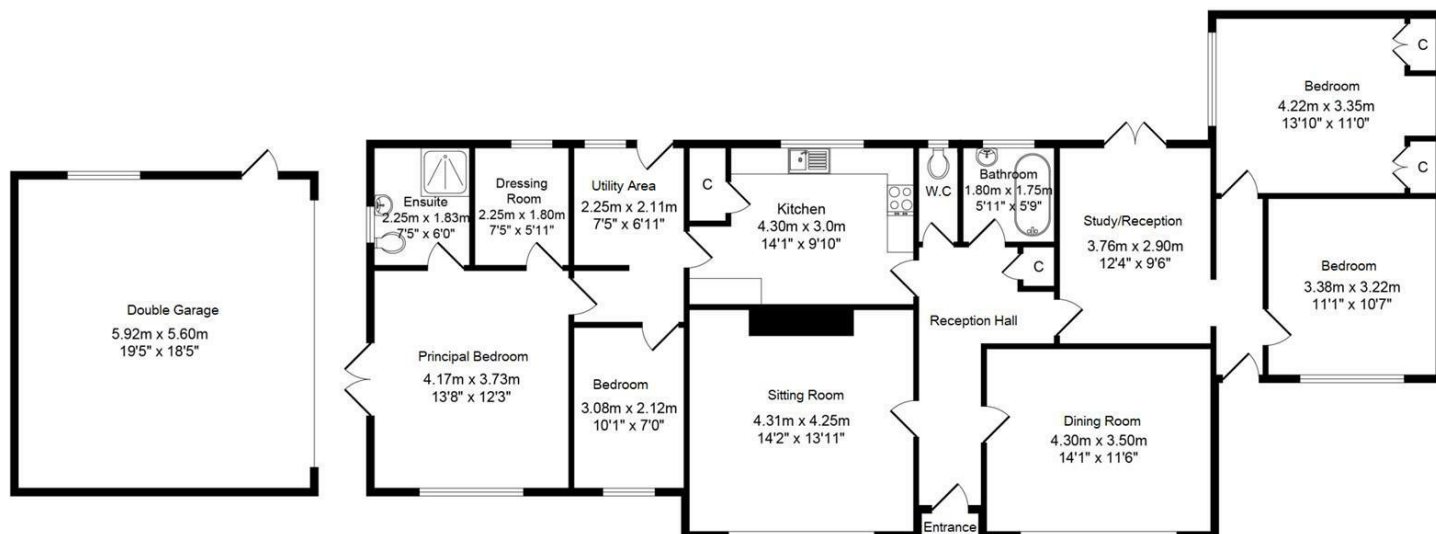 Double Garage
5.92m x 5.60m
19'5" x 18'5"
Ensuite
2.25m x 1.83m
7'5" x 6'0"
Dressing
Room
2.25m x 1.80m
7'5" x 5'11"
Utility Area
2.25m x 2.11m
7'5" x 6'11"
C
Kitchen
4.30m x 3.0m
14'1" x 9'10"
W.C
Bathroom
1.80m x 1.75m
5'11" x 5'9"
C
Study/Reception
3.76m x 2.90m
12'4" x 9'6"
Bedroom
4.22m x 3.35m
13'10" x 11'0"
C
C
Bedroom
3.38m x 3.22m
11'1" x 10'7"
Principal Bedroom
4.17m x 3.73m
13'8" x 12'3"
Bedroom
3.08m x 2.12m
10'1" x 7'0"
Sitting Room
4.31m x 4.25m
14'2" x 13'11"
Reception Hall
Dining Room
4.30m x 3.50m
14'1" x 11'6"
Entrance